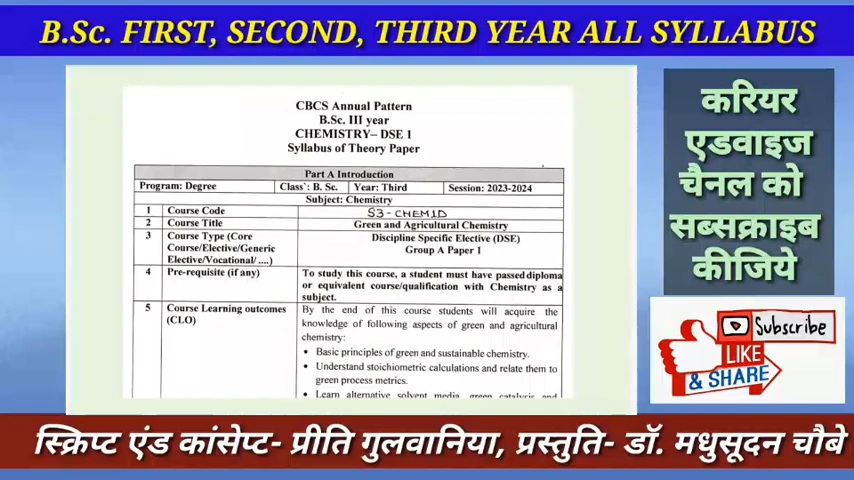 B.Sc. FIRST, SECOND, THIRD YEAR ALL SYLLABUS
CBCS Annual Pattern
B.Sc. III year
CHEMISTRY– DSE 1
Syllabus of Theory Paper
Part A Introduction
Program: Degree Class`: B. Sc. Year: Third Session: 2023-2024
Subject: Chemistry
1 Course Code S3-CHEM1D
2 Course Title Green and Agricultural Chemistry
3 Course Type (Core Discipline Specific Elective (DSE)
Course/Elective/Generic Group A Paper 1
Elective/Vocational/ ....)
4 Pre-requisite (if any) To study this course, a student must have passed diploma
or equivalent course/qualification with Chemistry as a
subject.
5 Course Learning outcomes By the end of this course students will acquire the
(CLO) knowledge of following aspects of green and agricultural
chemistry:
• Basic principles of green and sustainable chemistry.
• Understand stoichiometric calculations and relate them to
green process metrics.
• Learn alternative solvent media, green catalysis and
करियर
एडवाइज
चैनल को
सब्सक्राइब
कीजिये
Subscribe
LIKE
& SHARE
स्क्रिप्ट एंड कांसेप्ट- प्रीति गुलवानिया, प्रस्तुति- डॉ. मधुसूदन चौबे